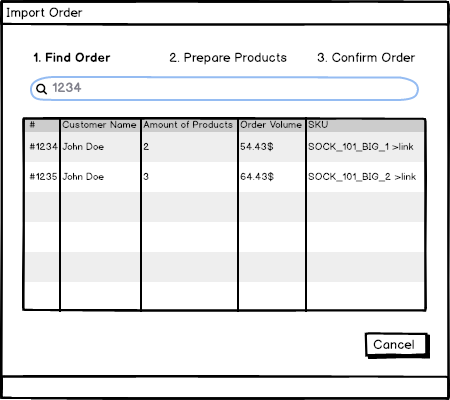 Import Order
1. Find Order 2. Prepare Products 3. Confirm Order
1234
# Customer Name Amount of Products Order Volume SKU
#1234 John Doe 2 54.43$ SOCK_101_BIG_1 >link
#1235 John Doe 3 64.43$ SOCK_101_BIG_2 >link
Cancel